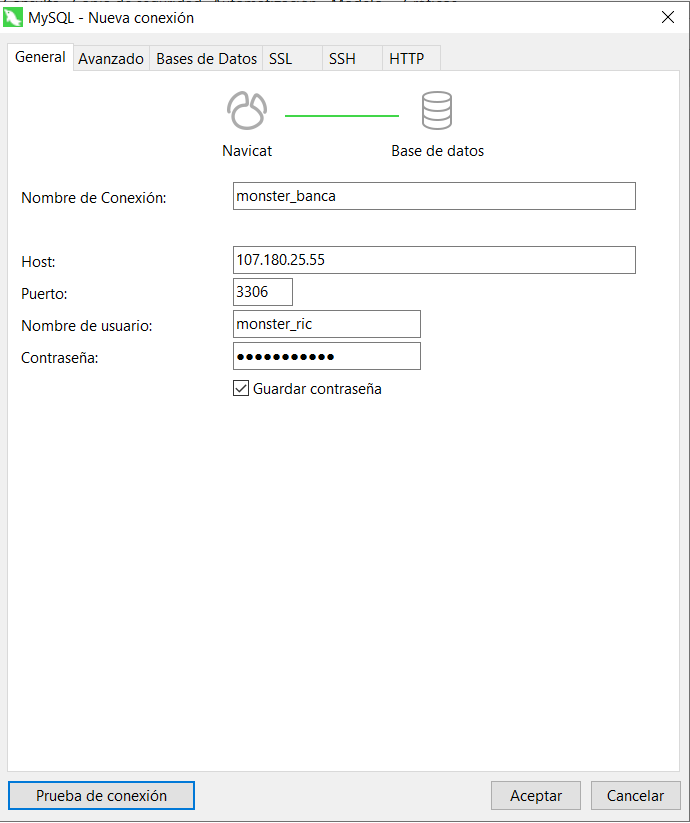 MySQL - Nueva conexión
General Avanzado Bases de Datos SSL SSH HTTP
Navicat Base de datos
Nombre de Conexión: monster_banca
Host: 107.180.25.55
Puerto: 3306
Nombre de usuario: monster_ric
Contraseña: ●●●●●●●●●●●
Guardar contraseña
Prueba de conexión Aceptar Cancelar